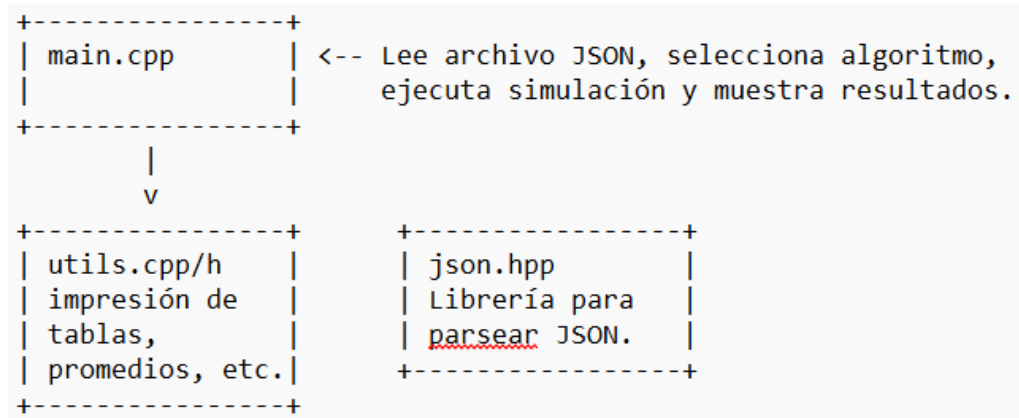 +----------------+
| main.cpp       | <-- Lee archivo JSON, selecciona algoritmo,
|                |     ejecuta simulación y muestra resultados.
+----------------+
        |
        v
+----------------+      +-----------------+
| utils.cpp/h    |      | json.hpp        |
| impresión de   |      | Librería para   |
| tablas,        |      | parsear JSON.   |
| promedios, etc.|      +-----------------+
+----------------+